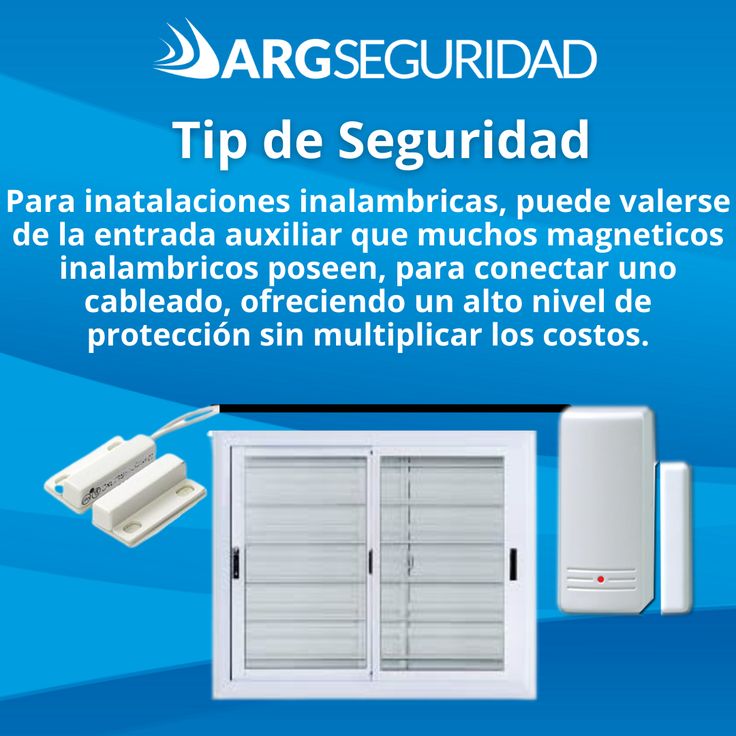 ARGSEGURIDAD
Tip de Seguridad
Para inatalaciones inalambricas, puede valerse
de la entrada auxiliar que muchos magneticos
inalambricos poseen, para conectar uno
cableado, ofreciendo un alto nivel de
protección sin multiplicar los costos.